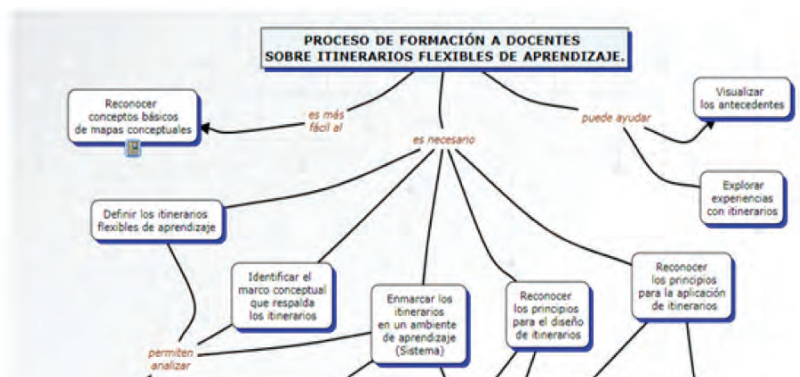 PROCESO DE FORMACIÓN A DOCENTES
SOBRE ITINERARIOS FLEXIBLES DE APRENDIZAJE.
Reconocer
conceptos básicos
de mapas conceptuales
es más
fácil al
es necesario
puede ayudar
Visualizar
los antecedentes
Explorar
experiencias
con itinerarios
Definir los itinerarios
flexibles de aprendizaje
Identificar el
marco conceptual
que respalda
los itinerarios
Enmarcar los
itinerarios
en un ambiente
de aprendizaje
(Sistema)
Reconocer
los principios
para el diseño
de itinerarios
Reconocer
los principios
para la aplicación
de itinerarios
permiten
analizar